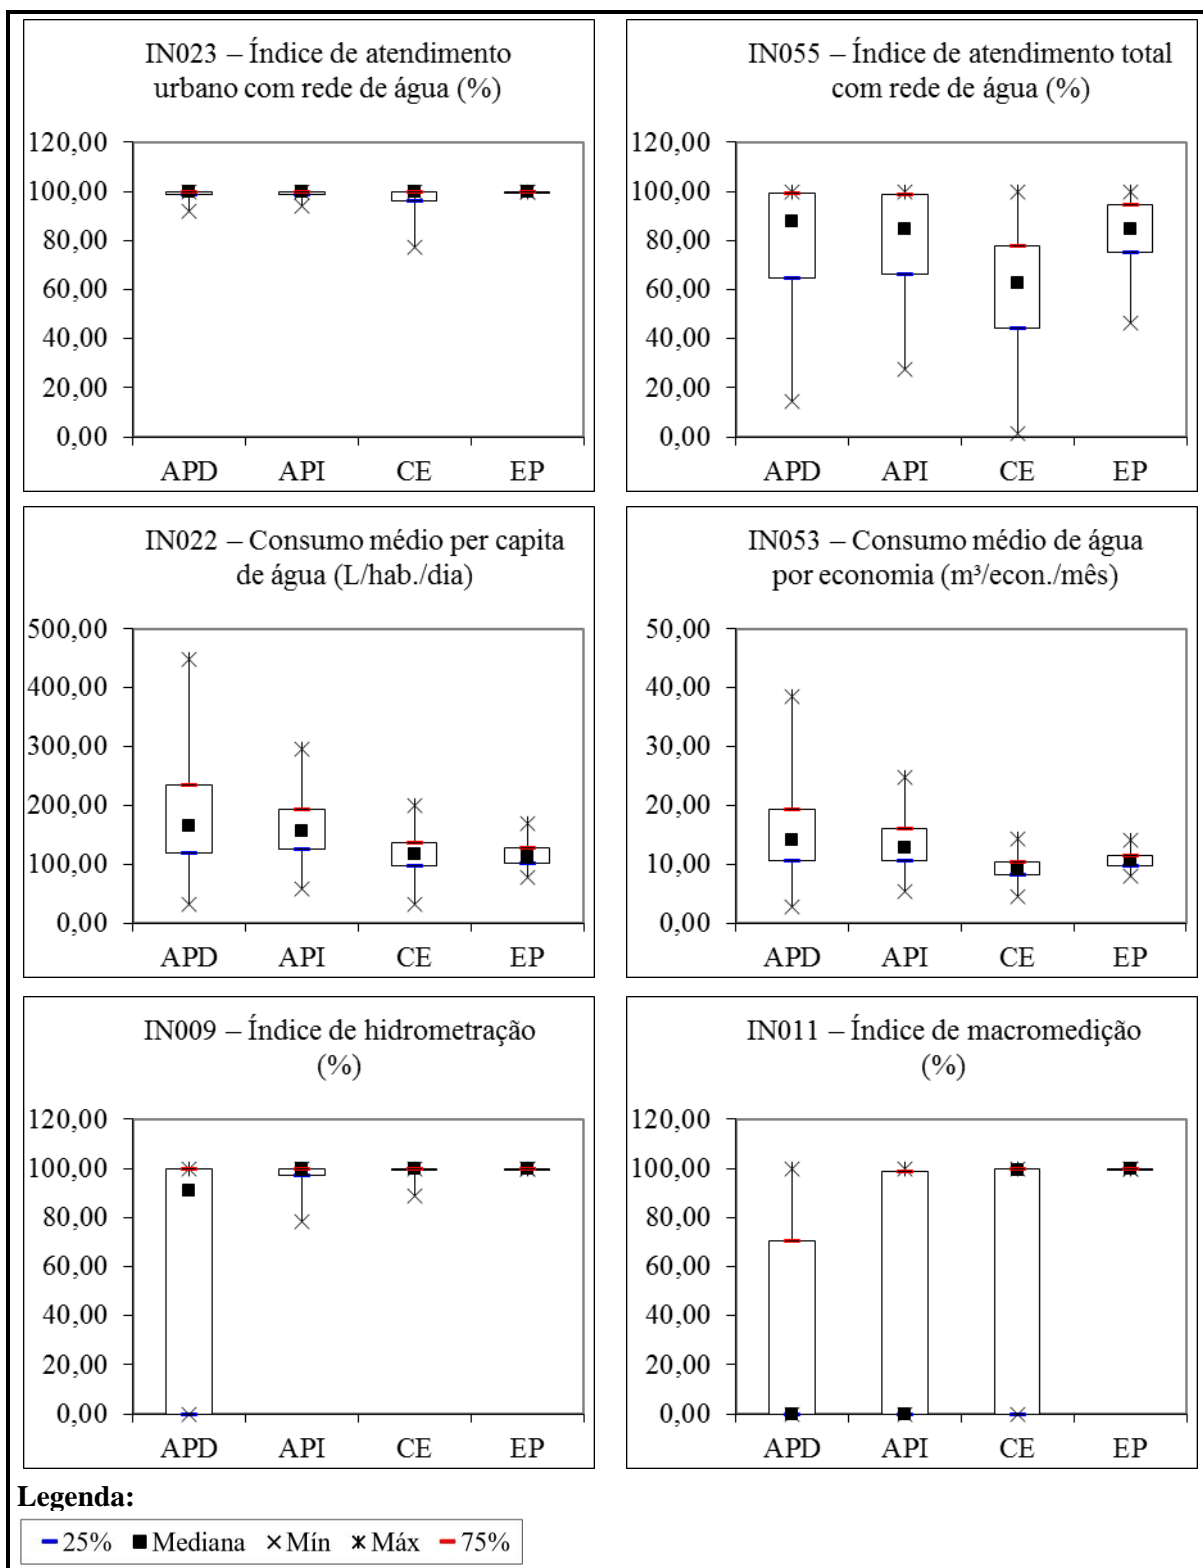 IN023 – Índice de atendimento
urbano com rede de água (%)
120,00
100,00
80,00
60,00
40,00
20,00
0,00
APD API CE EP
IN055 – Índice de atendimento total
com rede de água (%)
120,00
100,00
80,00
60,00
40,00
20,00
0,00
APD API CE EP
IN022 – Consumo médio per capita
de água (L/hab./dia)
500,00
400,00
300,00
200,00
100,00
0,00
APD API CE EP
IN053 – Consumo médio de água
por economia (m³/econ./mês)
50,00
40,00
30,00
20,00
10,00
0,00
APD API CE EP
IN009 – Índice de hidrometração
(%)
120,00
100,00
80,00
60,00
40,00
20,00
0,00
APD API CE EP
IN011 – Índice de macromedição
(%)
120,00
100,00
80,00
60,00
40,00
20,00
0,00
APD API CE EP
Legenda:
25% Mediana Mín Máx 75%